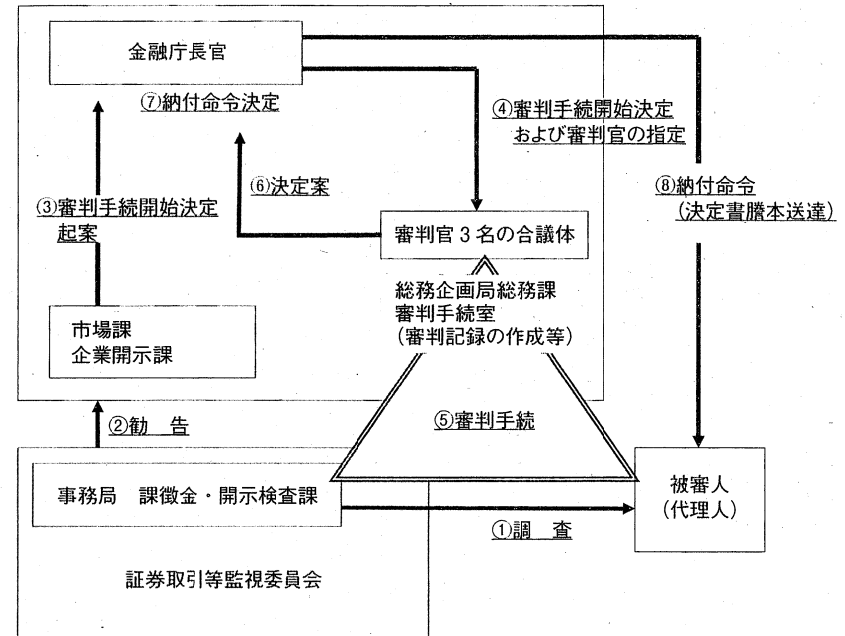 金融庁長官
⑦納付命令決定
④審判手続開始決定
および審判官の指定
⑥決定案
⑧納付命令
(決定書謄本送達)
③審判手続開始決定
起案
審判官3名の合議体
総務企画局総務課
審判手続室
(審判記録の作成等)
市場課
企業開示課
②勧　告
⑤審判手続
事務局　課徴金・開示検査課
被審人
(代理人)
①調　査
証券取引等監視委員会